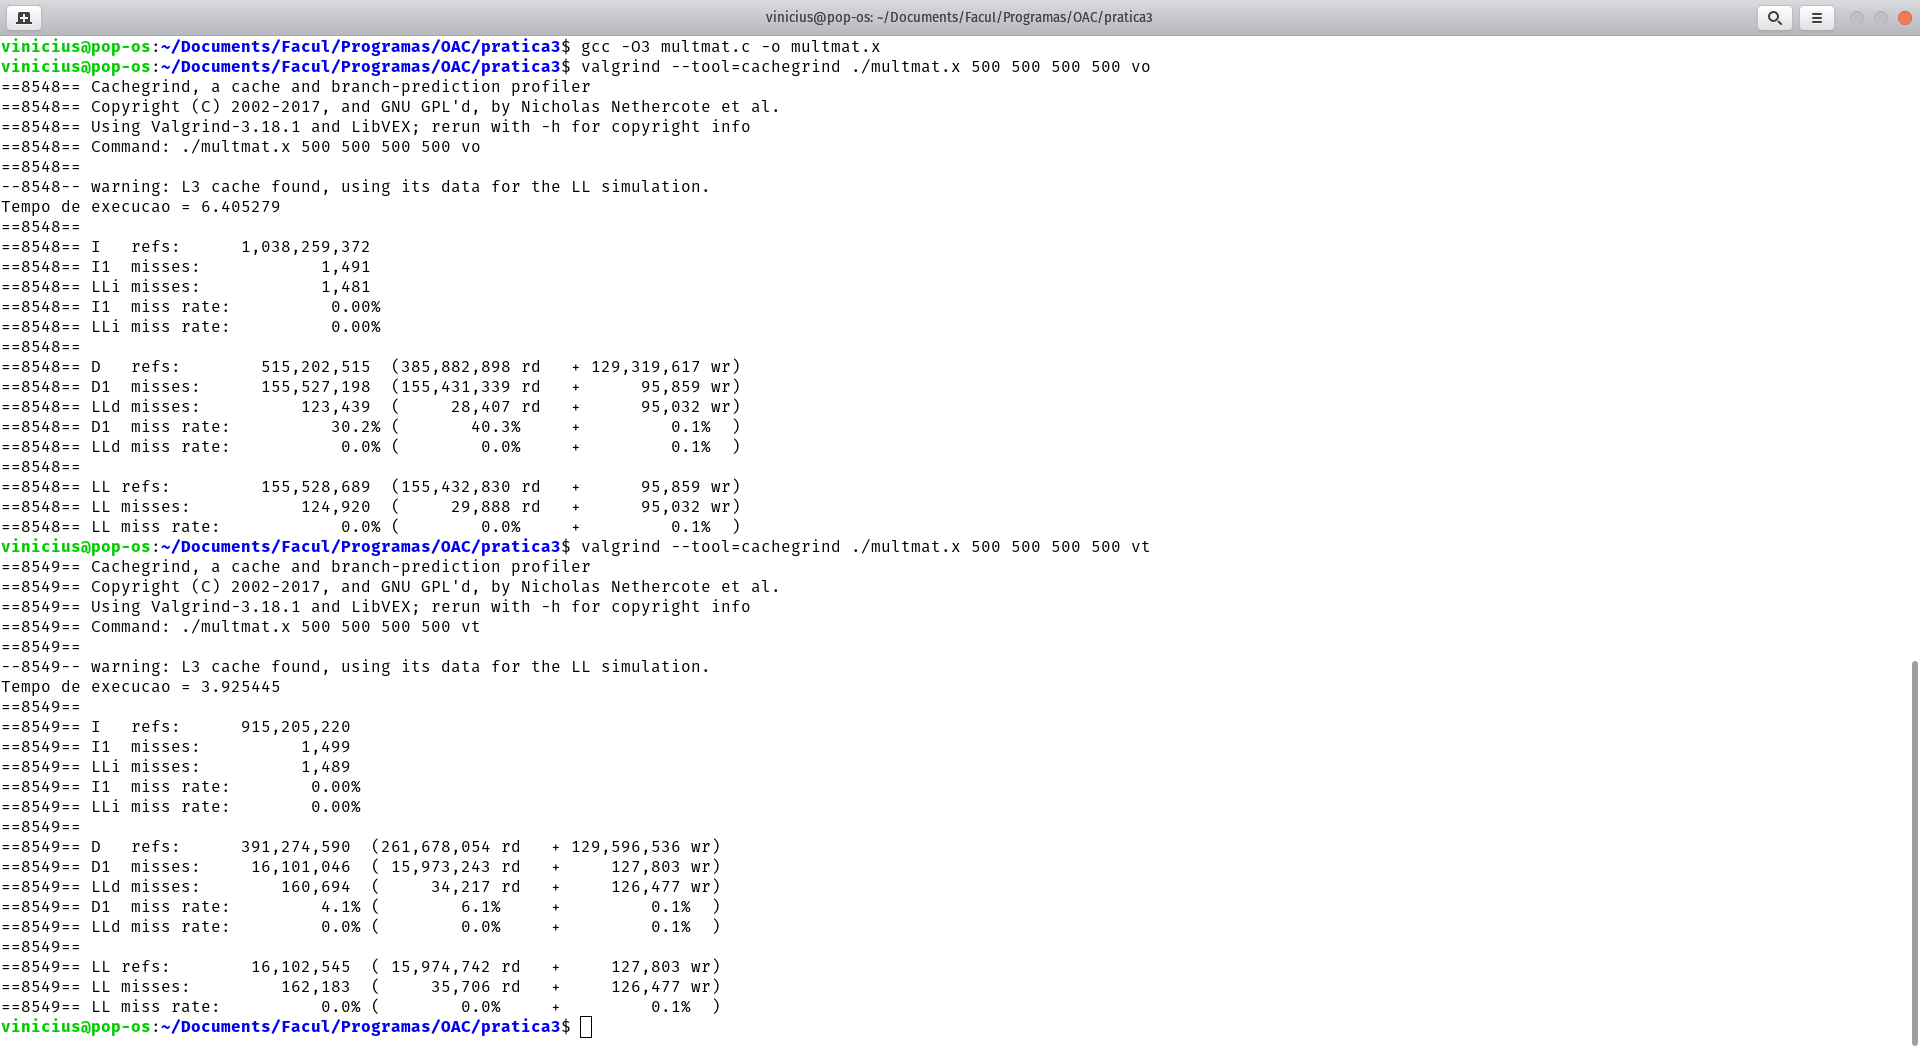 vinicius@pop-os: ~/Documents/Facul/Programas/OAC/pratica3
vinicius@pop-os:~/Documents/Facul/Programas/OAC/pratica3$ gcc -O3 multmat.c -o multmat.x
vinicius@pop-os:~/Documents/Facul/Programas/OAC/pratica3$ valgrind --tool=cachegrind ./multmat.x 500 500 500 500 vo
==8548== Cachegrind, a cache and branch-prediction profiler
==8548== Copyright (C) 2002-2017, and GNU GPL'd, by Nicholas Nethercote et al.
==8548== Using Valgrind-3.18.1 and LibVEX; rerun with -h for copyright info
==8548== Command: ./multmat.x 500 500 500 500 vo
==8548==
--8548-- warning: L3 cache found, using its data for the LL simulation.
Tempo de execucao = 6.405279
==8548==
==8548== I   refs:      1,038,259,372
==8548== I1  misses:            1,491
==8548== LLi misses:            1,481
==8548== I1  miss rate:          0.00%
==8548== LLi miss rate:          0.00%
==8548==
==8548== D   refs:        515,202,515  (385,882,898 rd   + 129,319,617 wr)
==8548== D1  misses:      155,527,198  (155,431,339 rd   +      95,859 wr)
==8548== LLd misses:          123,439  (     28,407 rd   +      95,032 wr)
==8548== D1  miss rate:          30.2% (       40.3%     +         0.1%  )
==8548== LLd miss rate:           0.0% (        0.0%     +         0.1%  )
==8548==
==8548== LL refs:         155,528,689  (155,432,830 rd   +      95,859 wr)
==8548== LL misses:           124,920  (     29,888 rd   +      95,032 wr)
==8548== LL miss rate:            0.0% (        0.0%     +         0.1%  )
vinicius@pop-os:~/Documents/Facul/Programas/OAC/pratica3$ valgrind --tool=cachegrind ./multmat.x 500 500 500 500 vt
==8549== Cachegrind, a cache and branch-prediction profiler
==8549== Copyright (C) 2002-2017, and GNU GPL'd, by Nicholas Nethercote et al.
==8549== Using Valgrind-3.18.1 and LibVEX; rerun with -h for copyright info
==8549== Command: ./multmat.x 500 500 500 500 vt
==8549==
--8549-- warning: L3 cache found, using its data for the LL simulation.
Tempo de execucao = 3.925445
==8549==
==8549== I   refs:      915,205,220
==8549== I1  misses:          1,499
==8549== LLi misses:          1,489
==8549== I1  miss rate:        0.00%
==8549== LLi miss rate:        0.00%
==8549==
==8549== D   refs:      391,274,590  (261,678,054 rd   + 129,596,536 wr)
==8549== D1  misses:     16,101,046  ( 15,973,243 rd   +     127,803 wr)
==8549== LLd misses:        160,694  (     34,217 rd   +     126,477 wr)
==8549== D1  miss rate:         4.1% (        6.1%     +         0.1%  )
==8549== LLd miss rate:         0.0% (        0.0%     +         0.1%  )
==8549==
==8549== LL refs:        16,102,545  ( 15,974,742 rd   +     127,803 wr)
==8549== LL misses:         162,183  (     35,706 rd   +     126,477 wr)
==8549== LL miss rate:          0.0% (        0.0%     +         0.1%  )
vinicius@pop-os:~/Documents/Facul/Programas/OAC/pratica3$